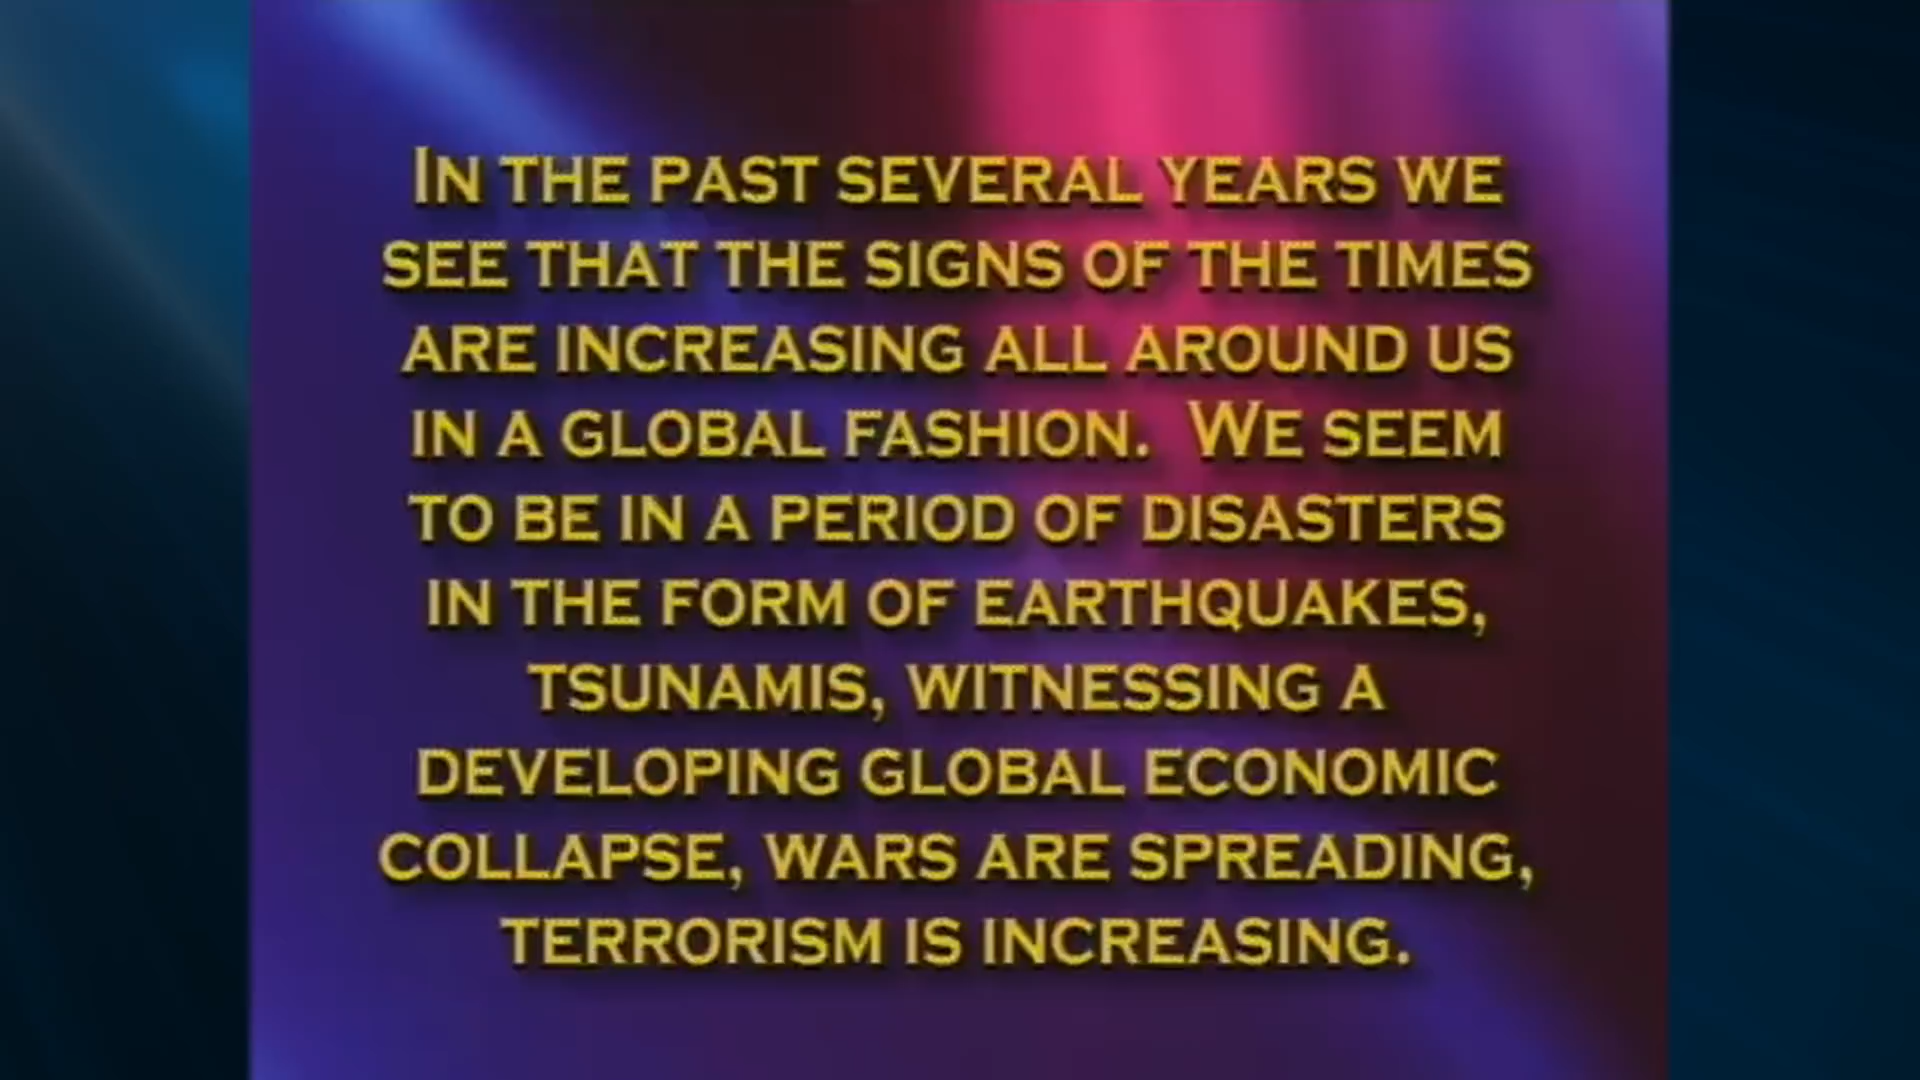 In the past several years we
see that the signs of the times
are increasing all around us
in a global fashion. We seem
to be in a period of disasters
in the form of earthquakes,
tsunamis, witnessing a
developing global economic
collapse, wars are spreading,
terrorism is increasing.